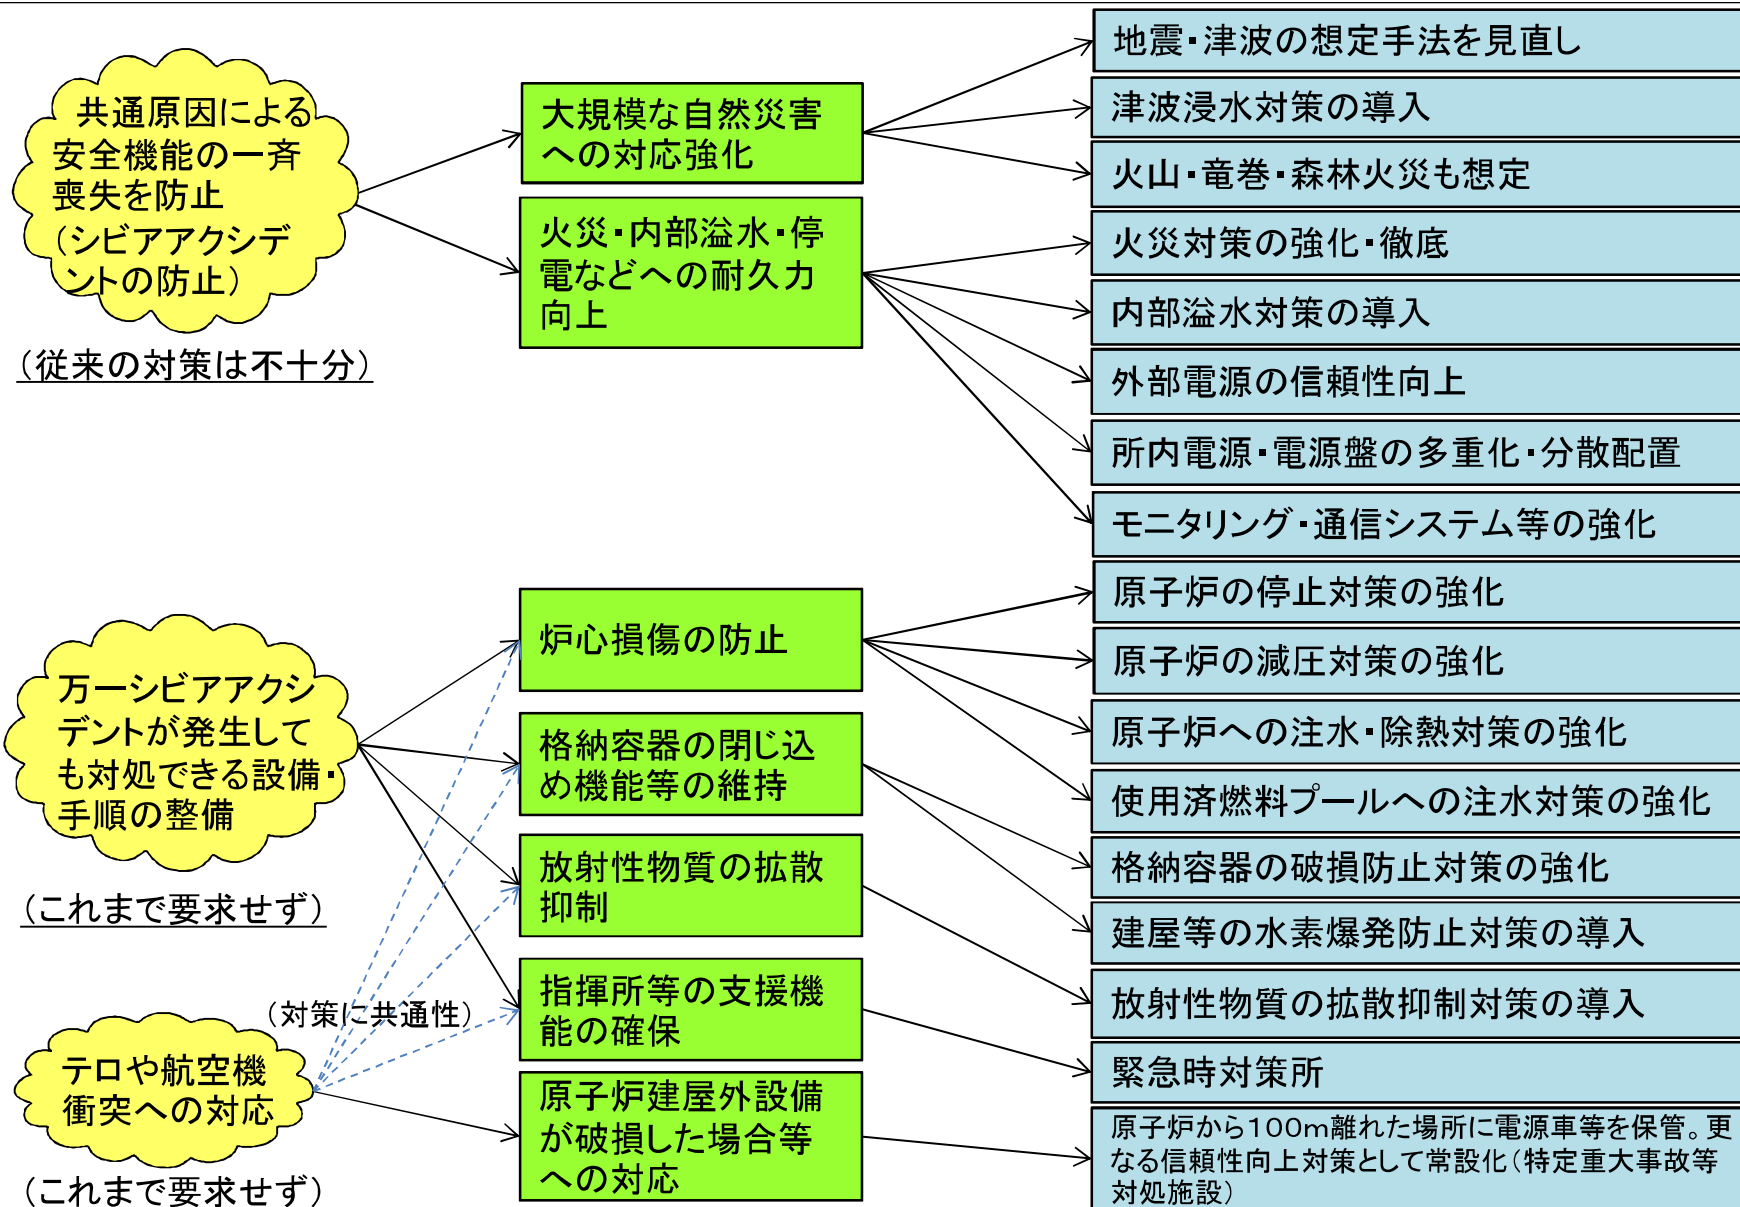 共通原因による
安全機能の一斉
喪失を防止
（シビアアクシデ
ントの防止）
（従来の対策は不十分）
大規模な自然災害
への対応強化
火災・内部溢水・停
電などへの耐久力
向上
地震・津波の想定手法を見直し
津波浸水対策の導入
火山・竜巻・森林火災も想定
火災対策の強化・徹底
内部溢水対策の導入
外部電源の信頼性向上
所内電源・電源盤の多重化・分散配置
モニタリング・通信システム等の強化
万一シビアアクシ
デントが発生して
も対処できる設備・
手順の整備
（これまで要求せず）
炉心損傷の防止
格納容器の閉じ込
め機能等の維持
放射性物質の拡散
抑制
指揮所等の支援機
能の確保
原子炉の停止対策の強化
原子炉の減圧対策の強化
原子炉への注水・除熱対策の強化
使用済燃料プールへの注水対策の強化
格納容器の破損防止対策の強化
建屋等の水素爆発防止対策の導入
放射性物質の拡散抑制対策の導入
緊急時対策所
（対策に共通性）
テロや航空機
衝突への対応
（これまで要求せず）
原子炉建屋外設備
が破損した場合等
への対応
原子炉から１００ｍ離れた場所に電源車等を保管。更
なる信頼性向上対策として常設化（特定重大事故等
対処施設）